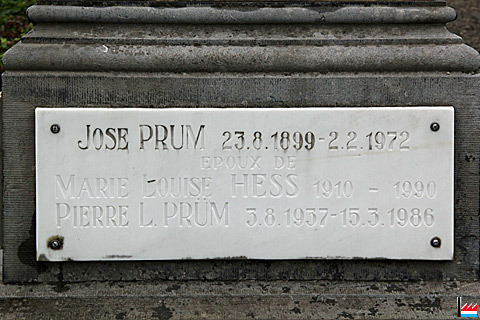 JOSE PRUM 23.8.1899-2.2.1972
EPOUX DE
MARIE LOUISE HESS 1910 - 1990
PIERRE L. PRÜM 3.8.1937-15.3.1986